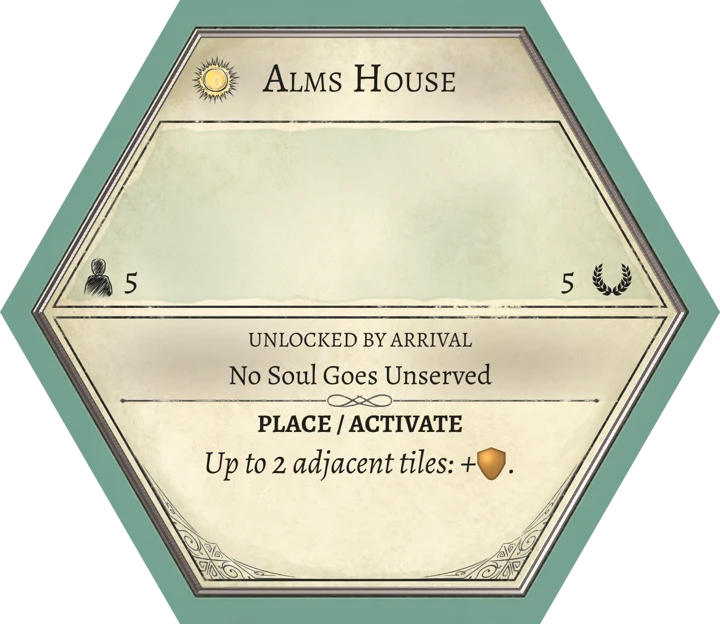 Alms House
5
5
UNLOCKED BY ARRIVAL
No Soul Goes Unserved
PLACE / ACTIVATE
Up to 2 adjacent tiles: + .